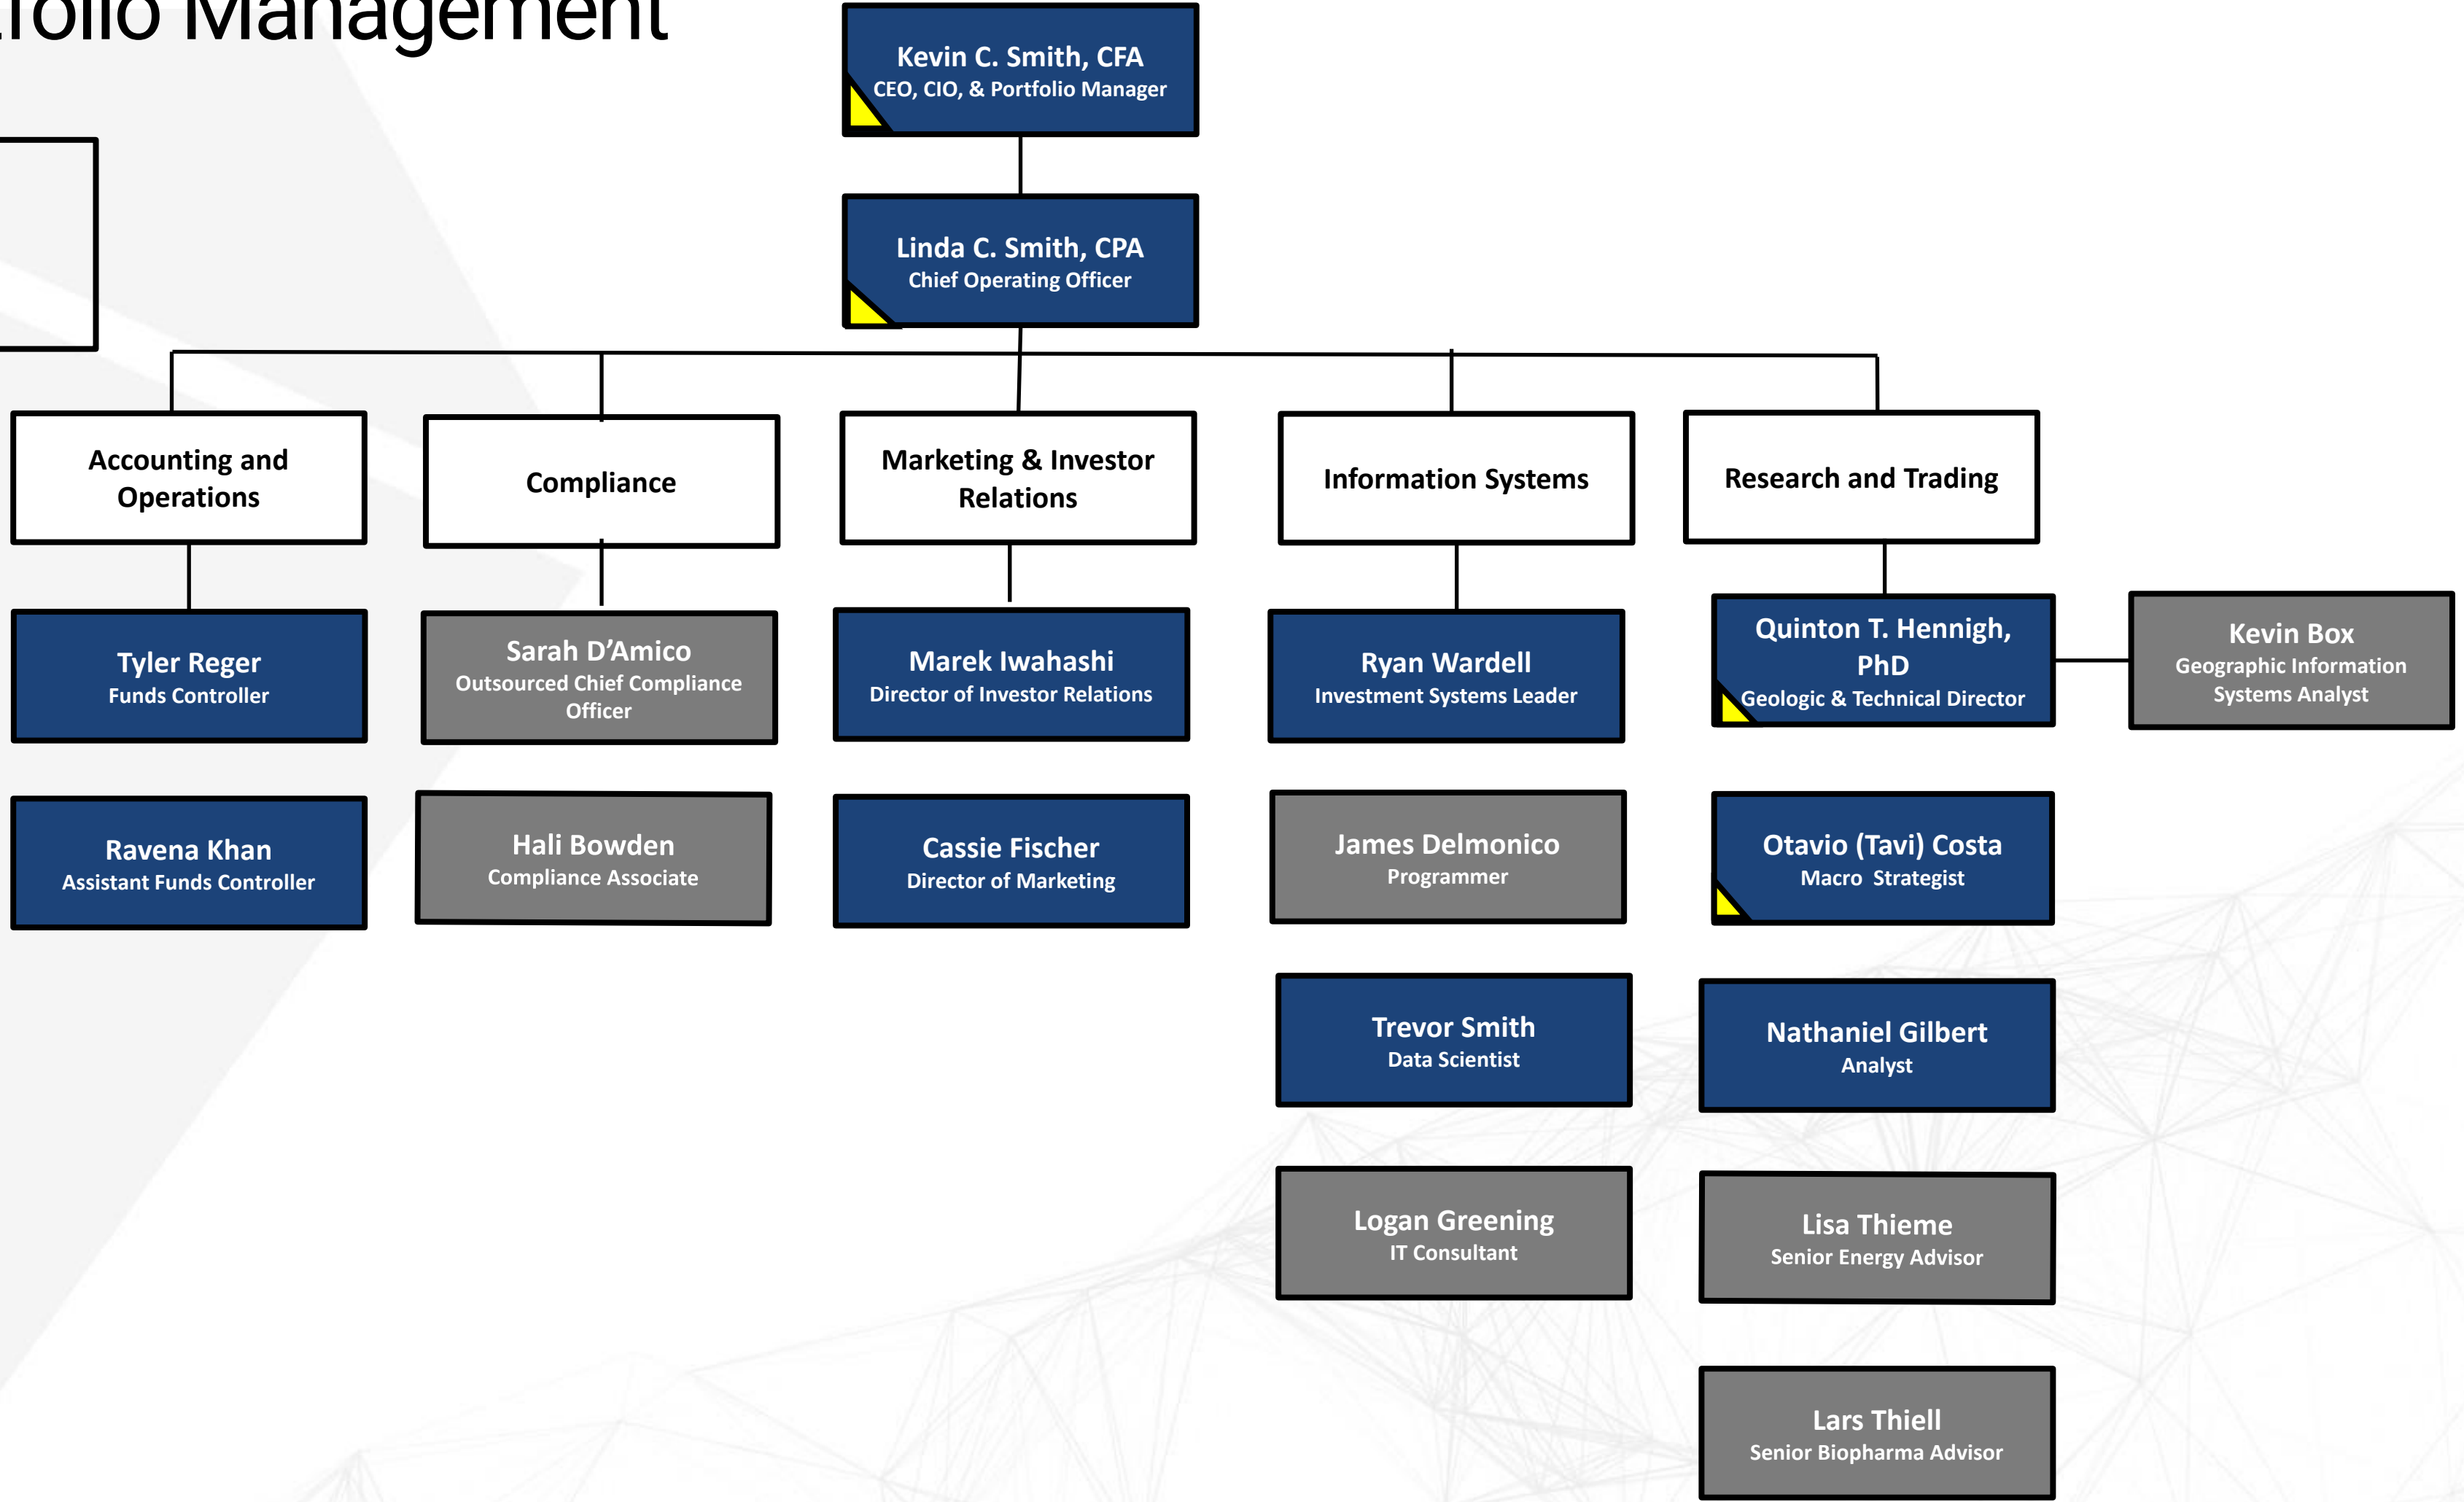 Management
Kevin C. Smith, CFA
CEO, CIO, & Portfolio Manager
Linda C. Smith, CPA
Chief Operating Officer
Accounting and
Operations
Compliance
Marketing & Investor
Relations
Information Systems
Research and Trading
Tyler Reger
Funds Controller
Sarah D’Amico
Outsourced Chief Compliance
Officer
Marek Iwahashi
Director of Investor Relations
Ryan Wardell
Investment Systems Leader
Quinton T. Hennigh,
PhD
Geologic & Technical Director
Kevin Box
Geographic Information
Systems Analyst
Ravena Khan
Assistant Funds Controller
Hali Bowden
Compliance Associate
Cassie Fischer
Director of Marketing
James Delmonico
Programmer
Otavio (Tavi) Costa
Macro Strategist
Trevor Smith
Data Scientist
Nathaniel Gilbert
Analyst
Logan Greening
IT Consultant
Lisa Thieme
Senior Energy Advisor
Lars Thiell
Senior Biopharma Advisor